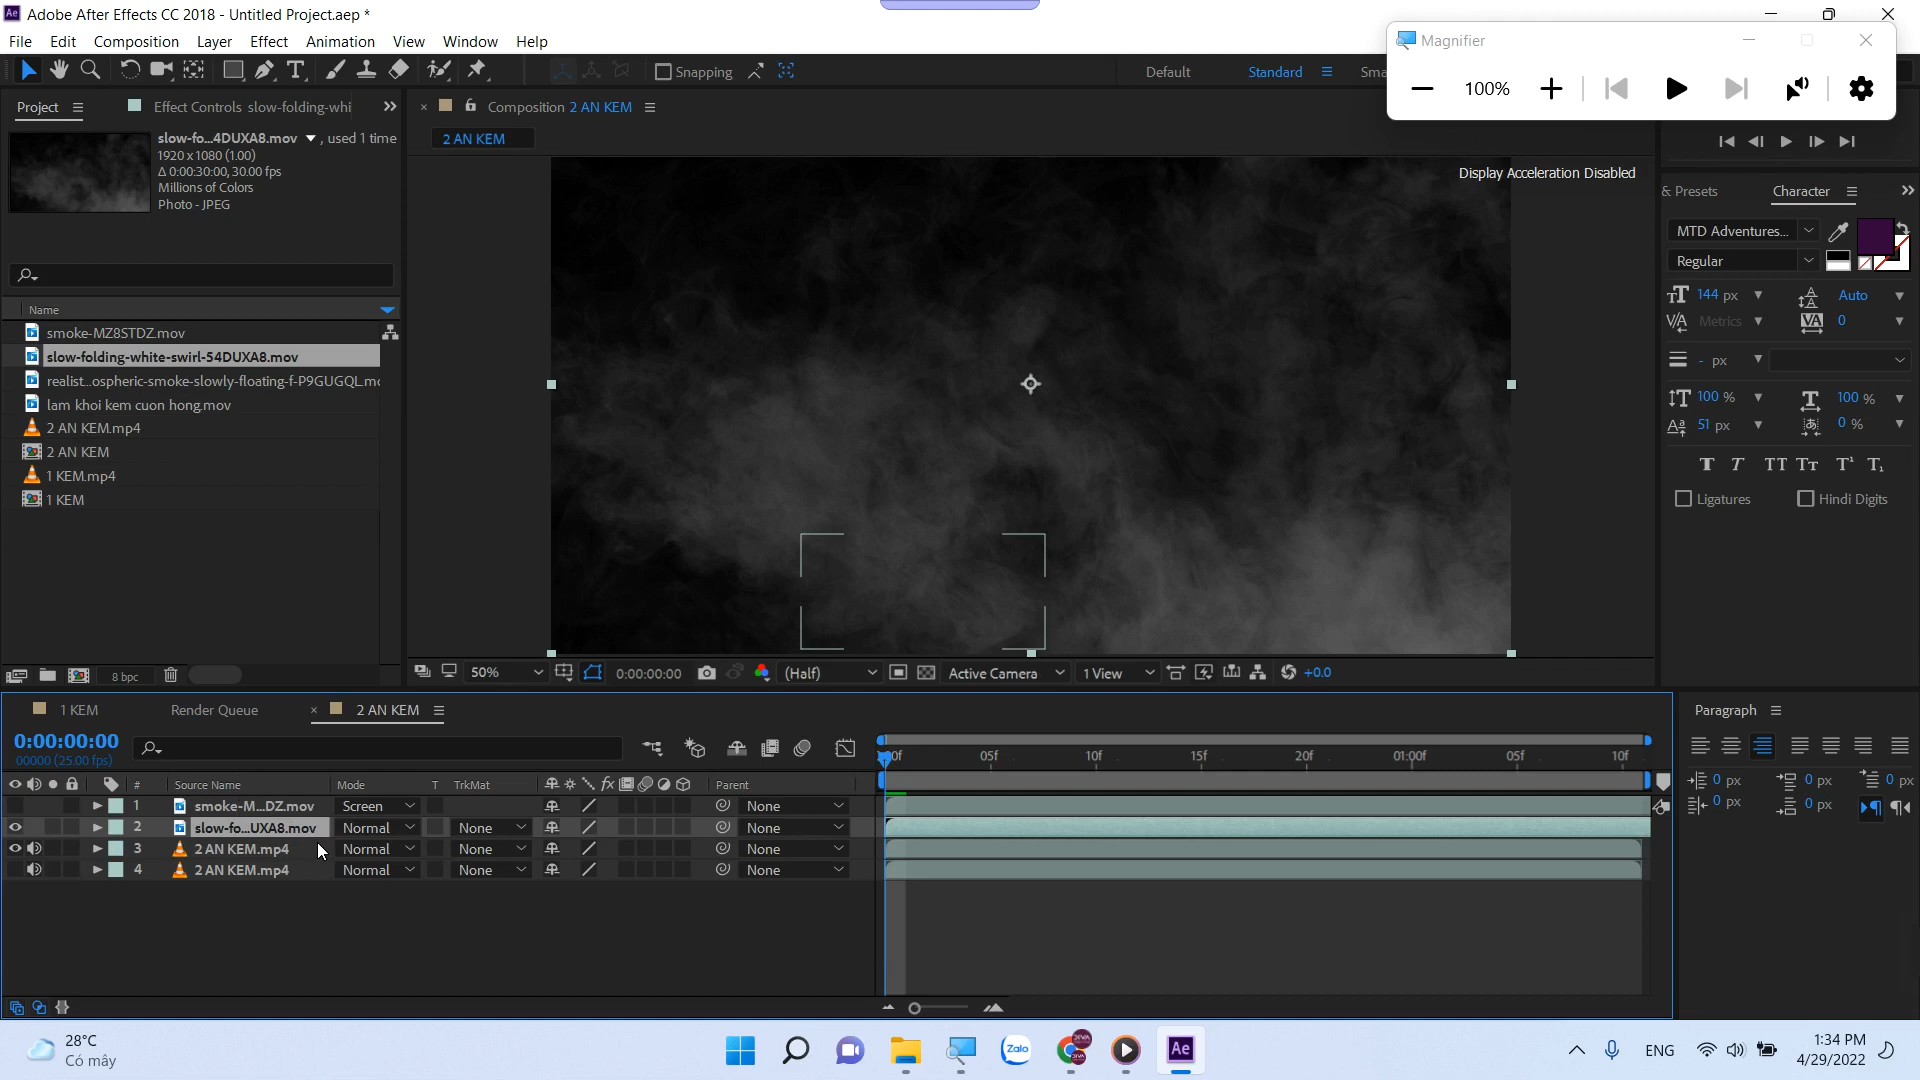 Adobe After Effects CC 2018 - Untitled Project.aep *
File Edit Composition Layer Effect Animation View Window Help
Magnifier
100%
Snapping
Default Standard
Project Effect Controls slow-folding-whi
Composition 2 AN KEM
2 AN KEM
slow-fo...4DUXA8.mov , used 1 time
1920 x 1080 (1.00)
Δ 0:00:30:00, 30.00 fps
Millions of Colors
Photo - JPEG
Display Acceleration Disabled
& Presets Character
MTD Adventures...
Regular
144 px Auto
Metrics 0
- px
100 % 100 %
51 px 0 %
Ligatures Hindi Digits
Name
smoke-MZ8STDZ.mov
slow-folding-white-swirl-54DUXA8.mov
realist...ospheric-smoke-slowly-floating-f-P9GUGQL.mo
lam khoi kem cuon hong.mov
2 AN KEM.mp4
2 AN KEM
1 KEM.mp4
1 KEM
8 bpc
50% 0:00:00:00 (Half) Active Camera 1 View +0.0
1 KEM Render Queue 2 AN KEM
0:00:00:00
00000 (25.00 fps)
05f 10f 15f 20f 01:00f 05f 10f
# Source Name Mode T TrkMat Parent
1 smoke-M...DZ.mov Screen None
2 slow-fo...UXA8.mov Normal None None
3 2 AN KEM.mp4 Normal None None
4 2 AN KEM.mp4 Normal None None
Paragraph
0 px 0 px 0 px
0 px 0 px
28°C
Có mây
Zalo
Ae
ENG
1:34 PM
4/29/2022